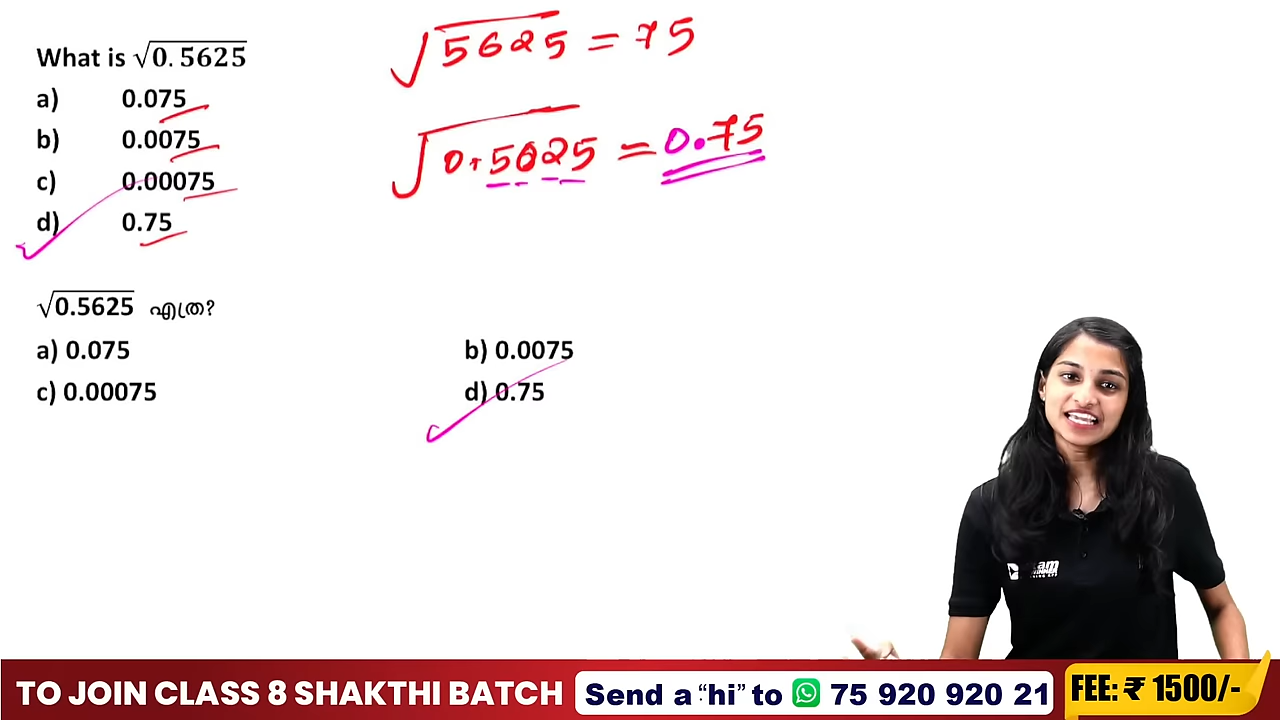 What is √0.5625
a) 0.075
b) 0.0075
c) 0.00075
d) 0.75
√5625 = 75
√0.5625 = 0.75
√0.5625 എത്ര?
a) 0.075 b) 0.0075
c) 0.00075 d) 0.75
TO JOIN CLASS 8 SHAKTHI BATCH Send a “hi” to 75 920 920 21 FEE: ₹ 1500/-